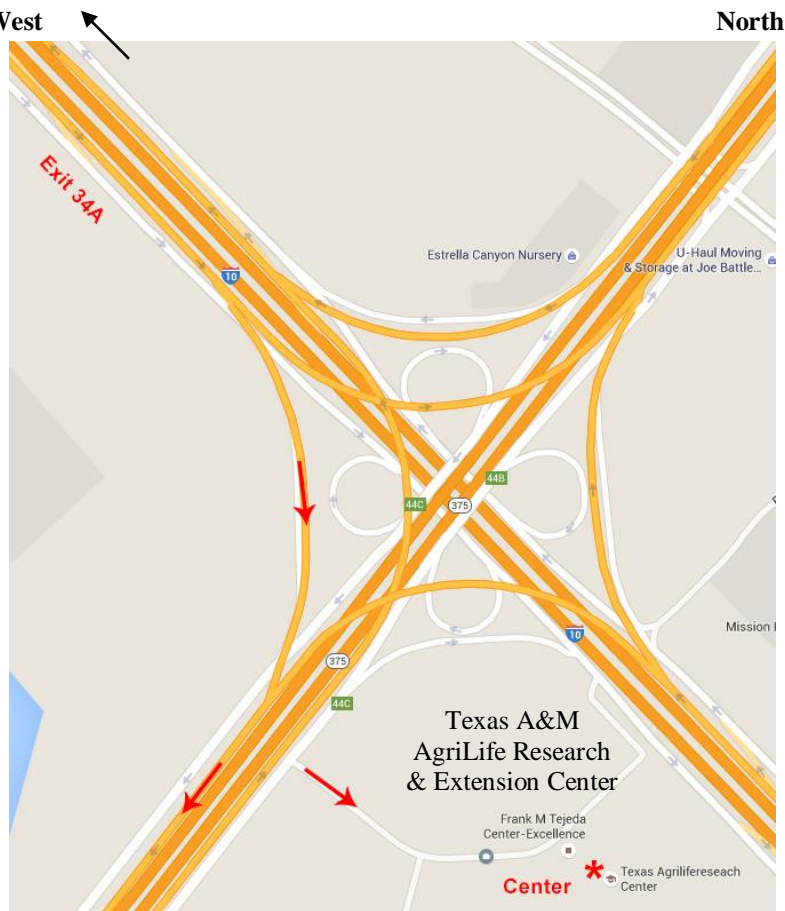 West
North
Exit 34A
10
Estrella Canyon Nursery
U-Haul Moving
& Storage at Joe Battle...
44B
44C
375
10
Mission
375
44C
Texas A&M
AgriLife Research
& Extension Center
Frank M Tejeda
Center-Excellence
Center
*
Texas Agrilifereseach
Center